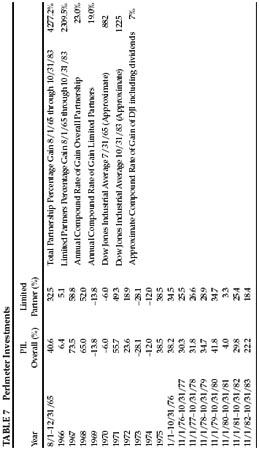 TABLE 7 Perimeter Investments
Year PIL Overall (%) Limited Partner (%)
8/1–12/31/65 40.6 32.5 Total Partnership Percentage Gain 8/1/65 through 10/31/83 4277.2%
1966 6.4 5.1 Limited Partners Percentage Gain 8/1/65 through 10/31/83 2309.5%
1967 73.5 58.8 Annual Compound Rate of Gain Overall Partnership 23.0%
1968 65.0 52.0 Annual Compound Rate of Gain Limited Partners 19.0%
1969 –13.8 –13.8
1970 –6.0 –6.0 Dow Jones Industrial Average 7/31/65 (Approximate) 882
1971 55.7 49.3 Dow Jones Industrial Average 10/31/83 (Approximate) 1225
1972 23.6 18.9 Approximate Compound Rate of Gain of DJI including dividends 7%
1973 –28.1 –28.1
1974 –12.0 –12.0
1975 38.5 38.5
1/1–10/31/76 38.2 34.5
11/1/76–10/31/77 30.3 25.5
11/1/77–10/31/78 31.8 26.6
11/1/78–10/31/79 34.7 28.9
11/1/79–10/31/80 41.8 34.7
11/1/80–10/31/81 4.0 3.3
11/1/81–10/31/82 29.8 25.4
11/1/82–10/31/83 22.2 18.4